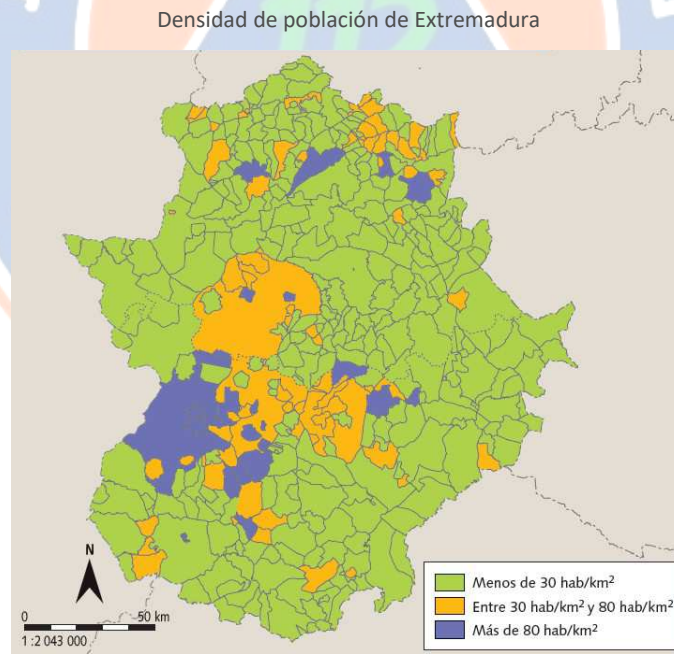 112
Densidad de población de Extremadura
N
0 50 km
1 :2 043 000
Menos de 30 hab/km²
Entre 30 hab/km² y 80 hab/km²
Más de 80 hab/km²